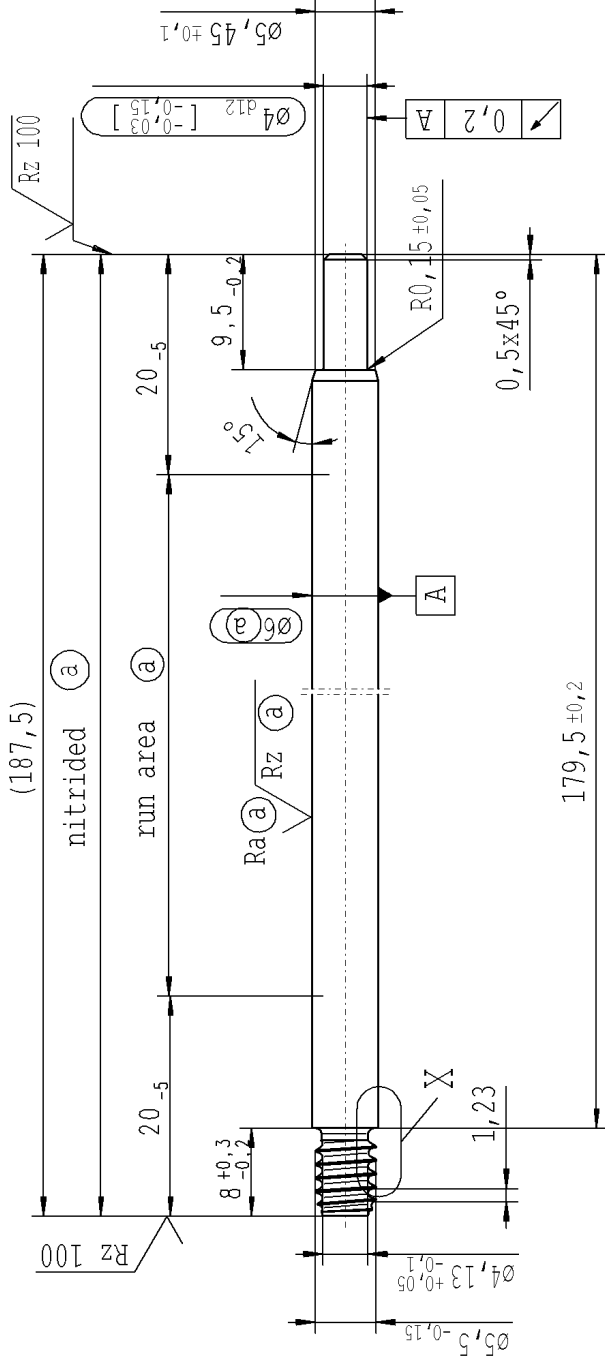 (187,5)
nitrided a
20 -5
run area a
20 -5
Rz 100
Rz 100
8 +0,3 -0,2
Ra a
Rz a
ø6 a
15°
9,5 -0,2
ø4 d12 [ -0,03 -0,15 ]
ø5,45 ±0,1
ø5,5 -0,15
ø4,13 +0,05 -0,1
1,23
X
A
R0,15 ±0,05
0,2 A
0,5x45°
179,5 ±0,2